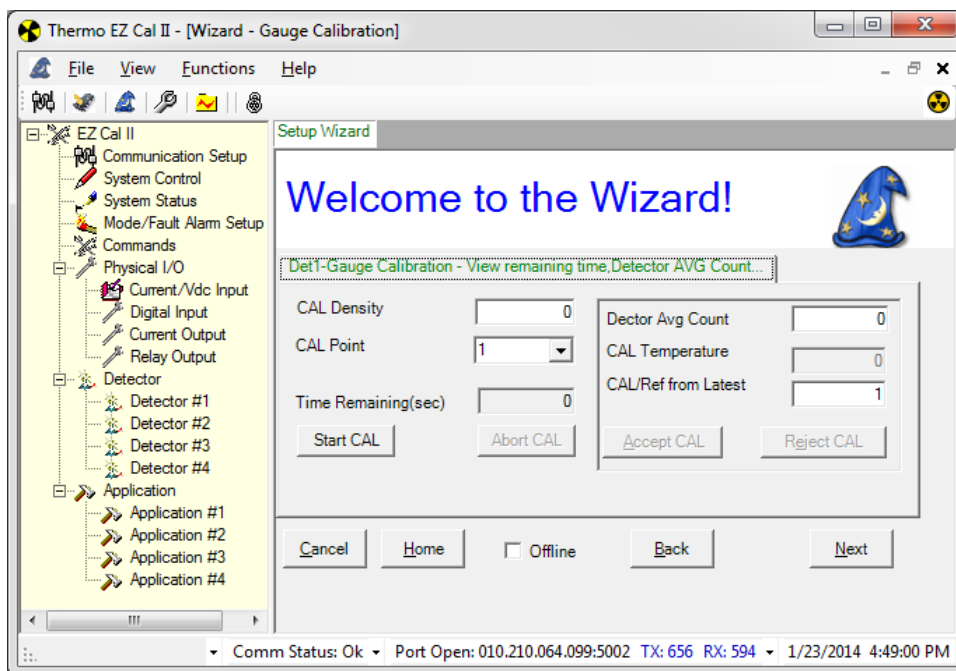 Thermo EZ Cal II - [Wizard - Gauge Calibration]
File View Functions Help
EZ Cal II
Communication Setup
System Control
System Status
Mode/Fault Alarm Setup
Commands
Physical I/O
Current/Vdc Input
Digital Input
Current Output
Relay Output
Detector
Detector #1
Detector #2
Detector #3
Detector #4
Application
Application #1
Application #2
Application #3
Application #4
Setup Wizard
Welcome to the Wizard!
Det1-Gauge Calibration - View remaining time,Detector AVG Count...
CAL Density 0
CAL Point 1
Time Remaining(sec) 0
Start CAL Abort CAL
Dector Avg Count 0
CAL Temperature 0
CAL/Ref from Latest 1
Accept CAL Reject CAL
Cancel Home Offline Back Next
Comm Status: Ok Port Open: 010.210.064.099:5002 TX: 656 RX: 594 1/23/2014 4:49:00 PM